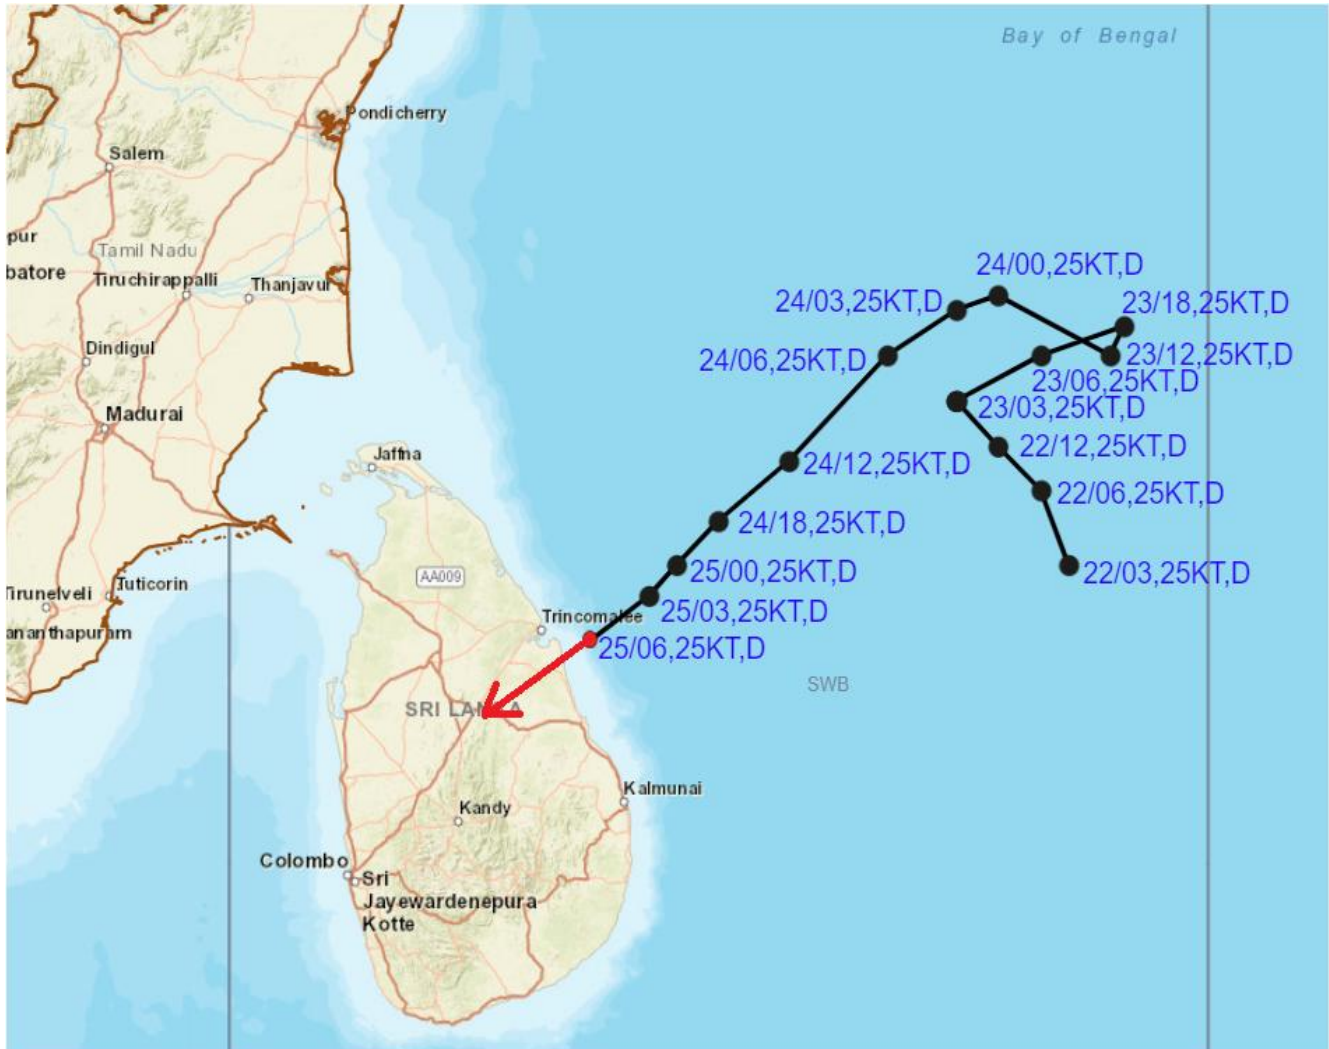 Bay of Bengal
Pondicherry
Salem
pur
Tamil Nadu
batore
Tiruchirappalli
Thanjavur
24/00,25KT,D
24/03,25KT,D
23/18,25KT,D
Dindigul
24/06,25KT,D
23/12,25KT,D
23/06,25KT,D
Madurai
23/03,25KT,D
22/12,25KT,D
Jaffna
24/12,25KT,D
22/06,25KT,D
24/18,25KT,D
AA009
25/00,25KT,D
22/03,25KT,D
Tirunelveli
Tuticorin
25/03,25KT,D
Trincomalee
ananthapuram
25/06,25KT,D
SWB
SRI LANKA
Kalmunai
Kandy
Colombo
Sri
Jayewardenepura
Kotte